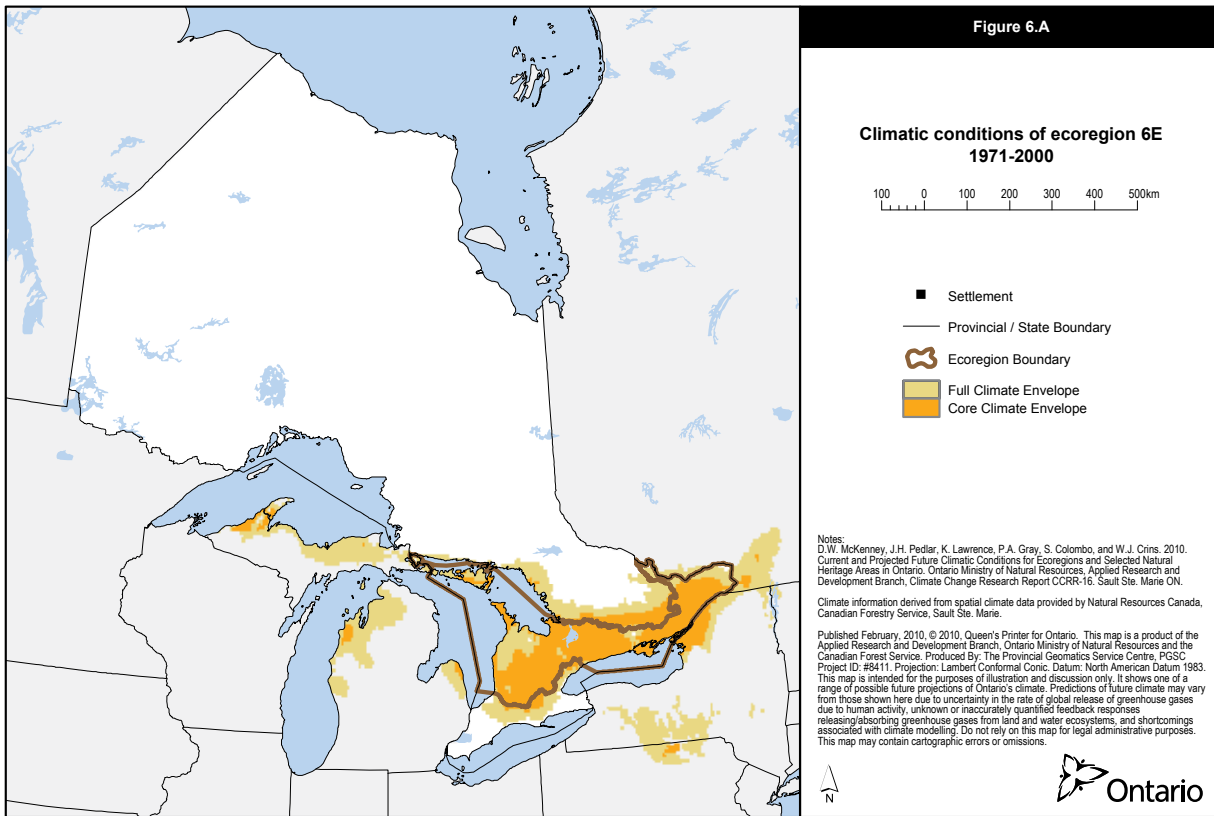 Figure 6.A
Climatic conditions of ecoregion 6E
1971-2000
100 0 100 200 300 400 500km
Settlement
Provincial / State Boundary
Ecoregion Boundary
Full Climate Envelope
Core Climate Envelope
Notes:
D.W. McKenney, J.H. Pedlar, K. Lawrence, P.A. Gray, S. Colombo, and W.J. Crins. 2010.
Current and Projected Future Climatic Conditions for Ecoregions and Selected Natural
Heritage Areas in Ontario. Ontario Ministry of Natural Resources, Applied Research and
Development Branch, Climate Change Research Report CCRR-16. Sault Ste. Marie ON.
Climate information derived from spatial climate data provided by Natural Resources Canada,
Canadian Forestry Service, Sault Ste. Marie.
Published February, 2010, © 2010, Queen's Printer for Ontario. This map is a product of the
Applied Research and Development Branch, Ontario Ministry of Natural Resources and the
Canadian Forest Service. Produced By: The Provincial Geomatics Service Centre, PGSC
Project ID: #8411. Projection: Lambert Conformal Conic. Datum: North American Datum 1983.
This map is intended for the purposes of illustration and discussion only. It shows one of a
range of possible future projections of Ontario's climate. Predictions of future climate may vary
from those shown here due to uncertainty in the rate of global release of greenhouse gases
due to human activity, unknown or inaccurately quantified feedback responses
releasing/absorbing greenhouse gases from land and water ecosystems, and shortcomings
associated with climate modelling. Do not rely on this map for legal administrative purposes.
This map may contain cartographic errors or omissions.
N
Ontario